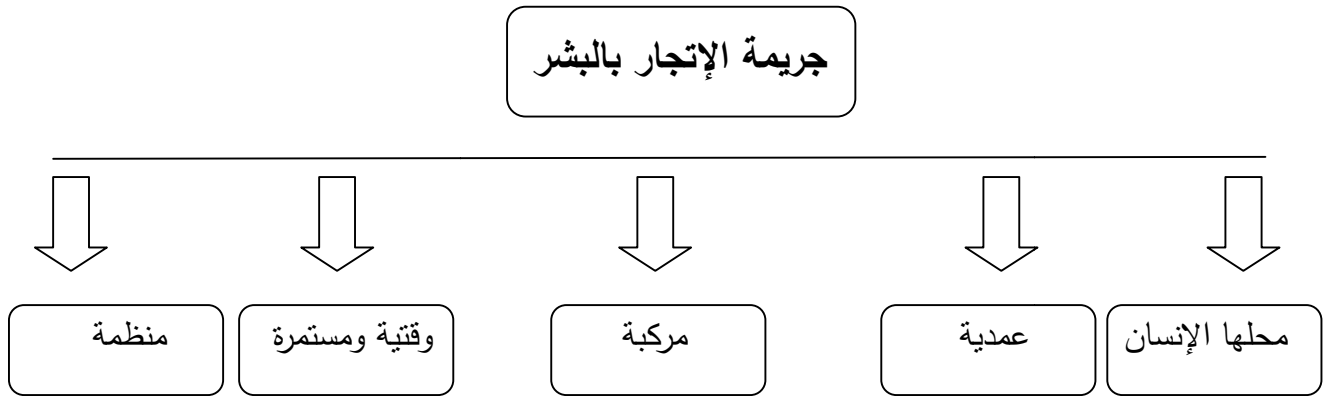 جريمة الإتجار بالبشر
محلها الإنسان
عمدية
مركبة
وقتية ومستمرة
منظمة